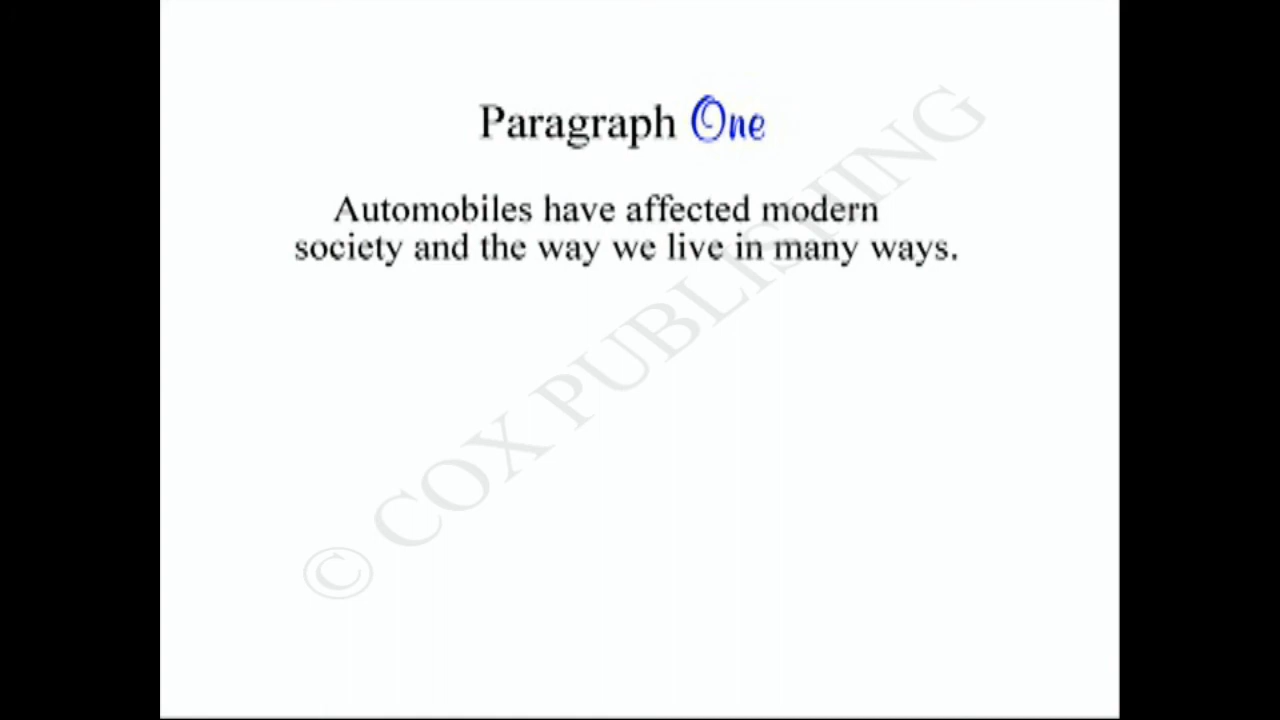 Paragraph One
Automobiles have affected modern
society and the way we live in many ways.
© COX PUBLISHING